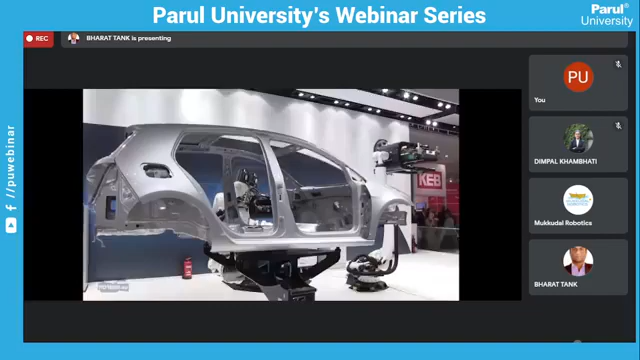 Parul University's Webinar Series
Parul®
University
REC
BHARAT TANK is presenting
PU
You
DIMPAL KHAMBHATI
Mukkudal Robotics
BHARAT TANK
KEB
f //puwebinar